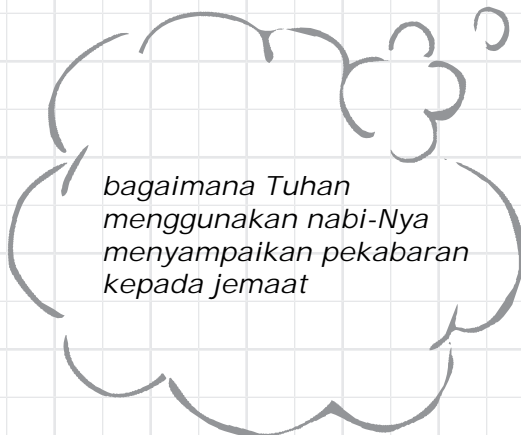 bagaimana Tuhan
menggunakan nabi-Nya
menyampaikan pekabaran
kepada jemaat